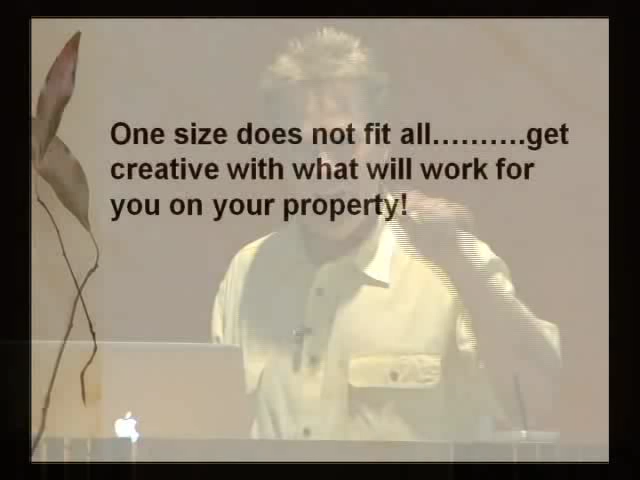 One size does not fit all……….get
creative with what will work for
you on your property!